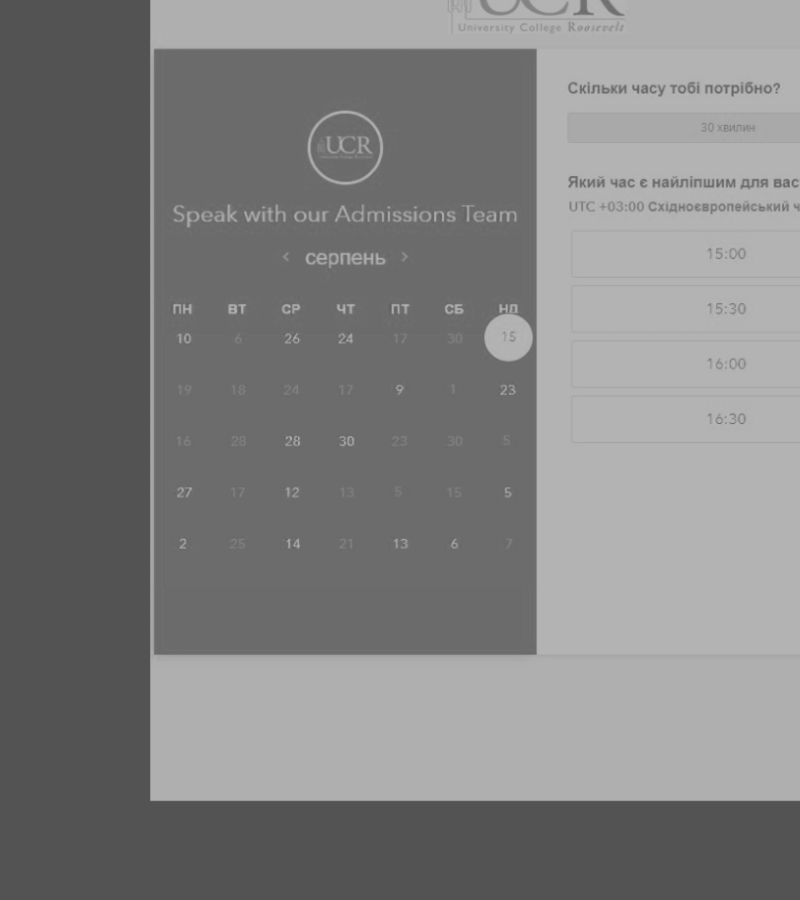 UCR
University College Roosevelt
UCR
Speak with our Admissions Team
серпень
ПН ВТ СР ЧТ ПТ СБ НД
10 6 26 24 17 30 15
19 18 24 17 9 1 23
16 28 28 30 23 30 5
27 17 12 13 5 15 5
2 25 14 21 13 6 7
Скільки часу тобі потрібно?
30 хвилин
Який час є найліпшим для вас
UTC +03:00 Східноєвропейський ч
15:00
15:30
16:00
16:30